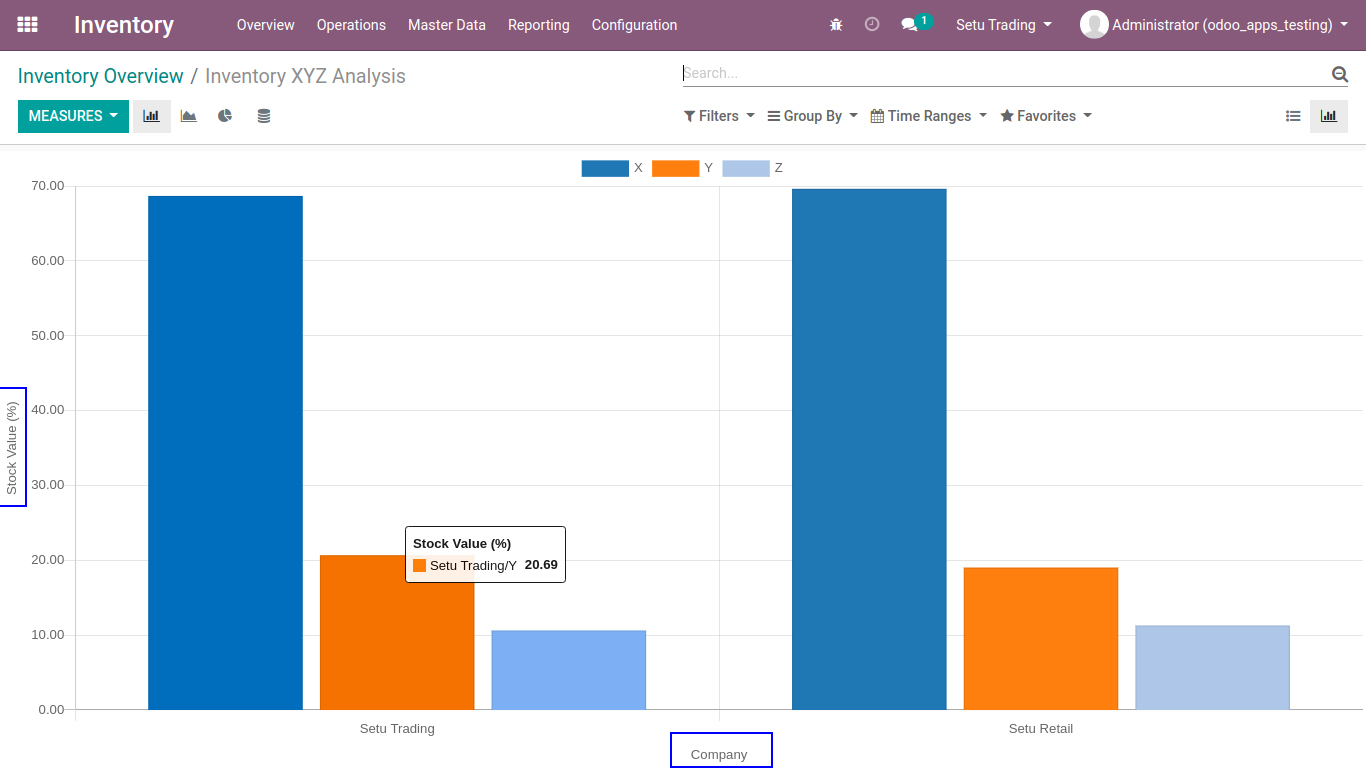 Inventory Overview Operations Master Data Reporting Configuration 1 Setu Trading Administrator (odoo_apps_testing)
Inventory Overview / Inventory XYZ Analysis
Search...
MEASURES Filters Group By Time Ranges Favorites
X Y Z
70.00
60.00
50.00
40.00
30.00
20.00
10.00
0.00
Stock Value (%)
Stock Value (%)
Setu Trading/Y 20.69
Setu Trading
Setu Retail
Company